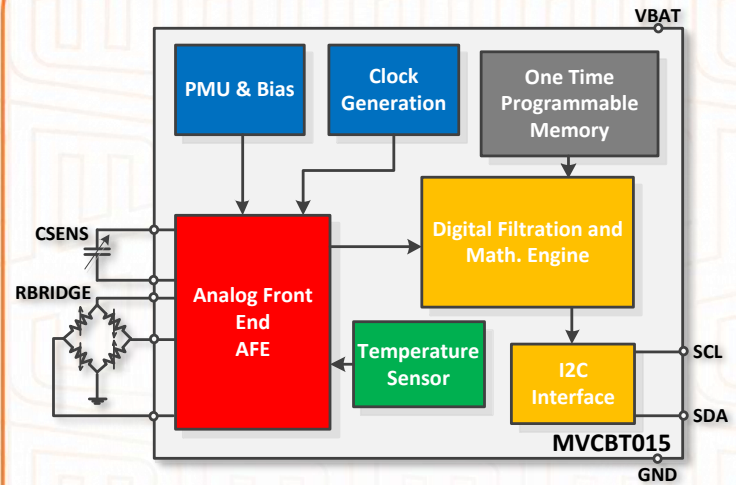 VBAT
PMU & Bias
Clock
Generation
One Time
Programmable
Memory
CSENS
RBRIDGE
Analog Front
End
AFE
Digital Filtration and
Math. Engine
Temperature
Sensor
I2C
Interface
SCL
SDA
MVCBT015
GND